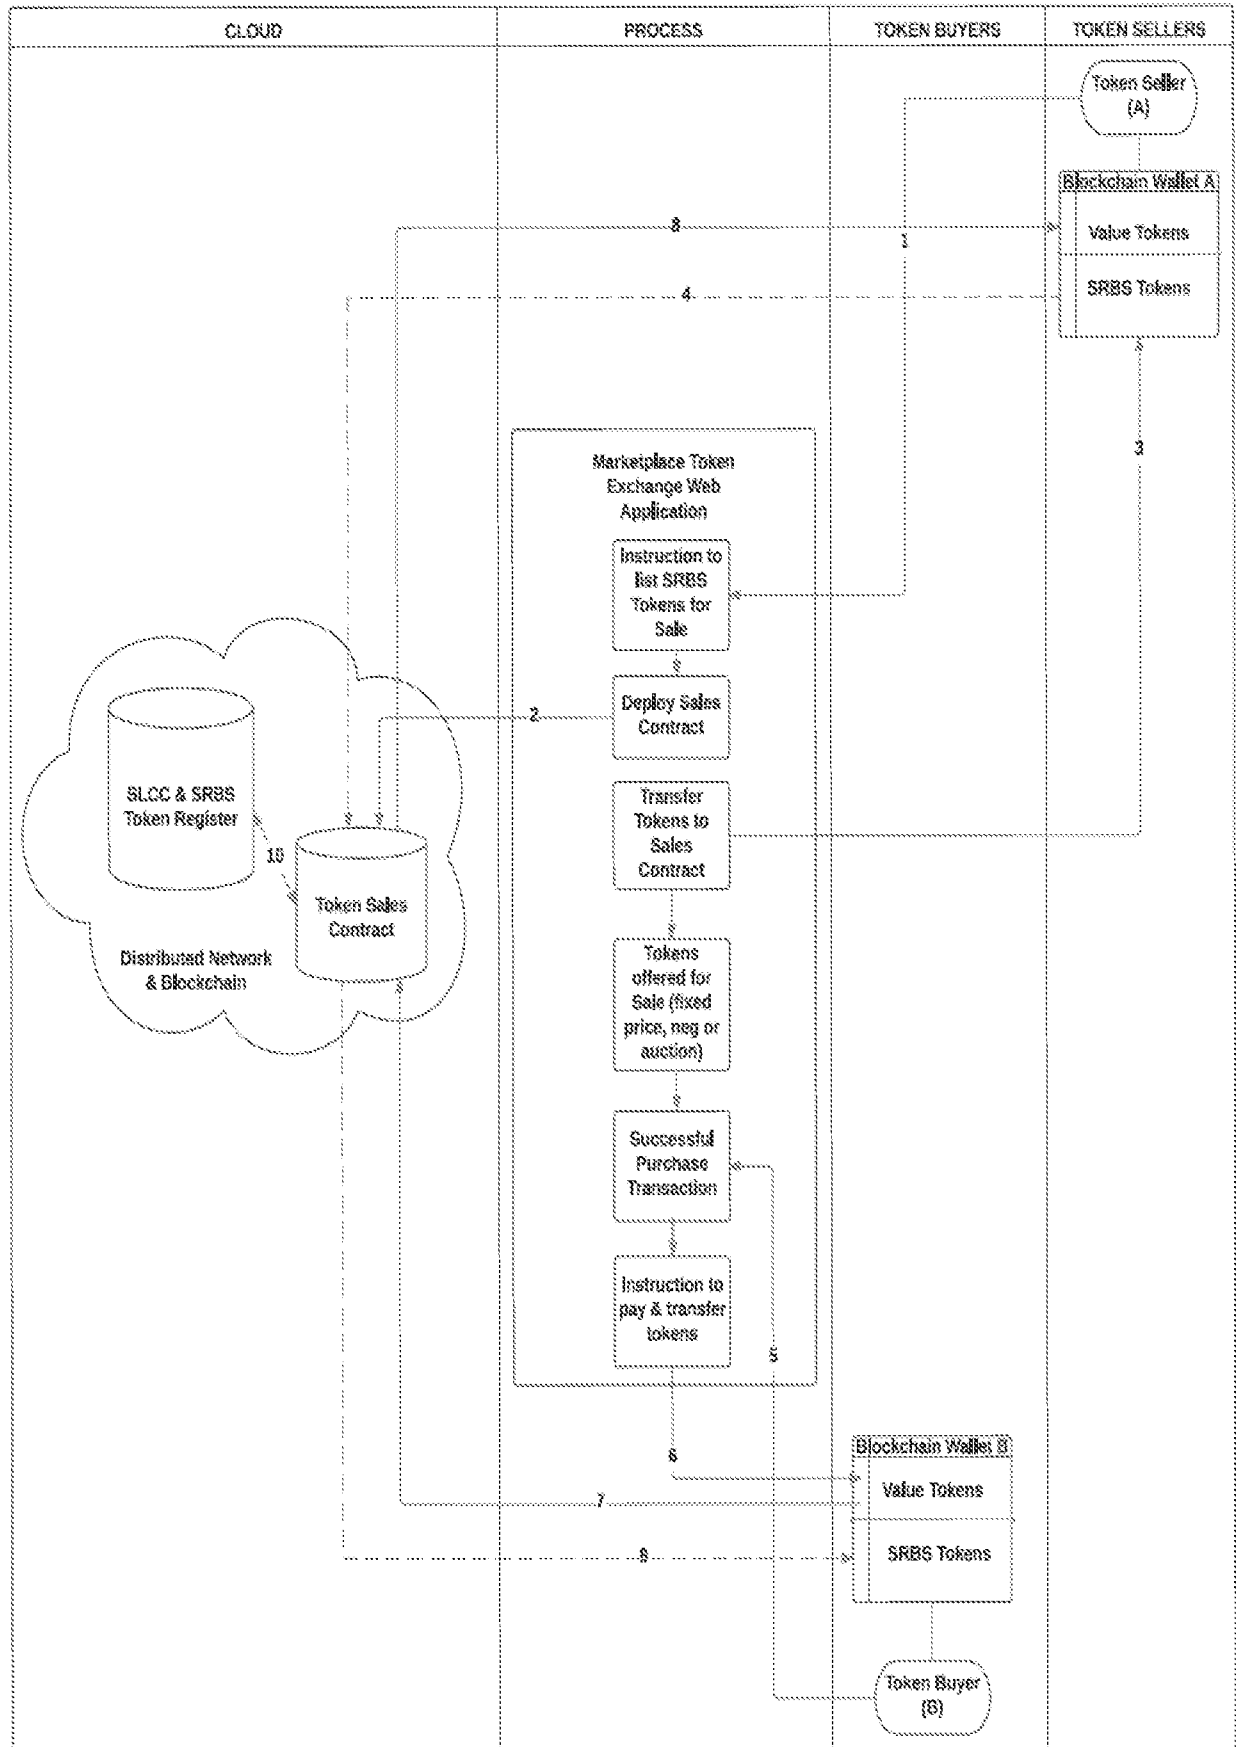 CLOUD
PROCESS
TOKEN BUYERS
TOKEN SELLERS
Token Seller
(A)
Blockchain Wallet A
Value Tokens
SRBS Tokens
8
1
4
3
Marketplace Token
Exchange Web
Application
Instruction to
list SRBS
Tokens for
Sale
Deploy Sales
Contract
2
Transfer
Tokens to
Sales
Contract
SLCC & SRBS
Token Register
10
Token Sales
Contract
Distributed Network
& Blockchain
Tokens
offered for
Sale (fixed
price, neg or
auction)
Successful
Purchase
Transaction
Instruction to
pay & transfer
tokens
5
6
7
Blockchain Wallet B
Value Tokens
SRBS Tokens
Token Buyer
(B)